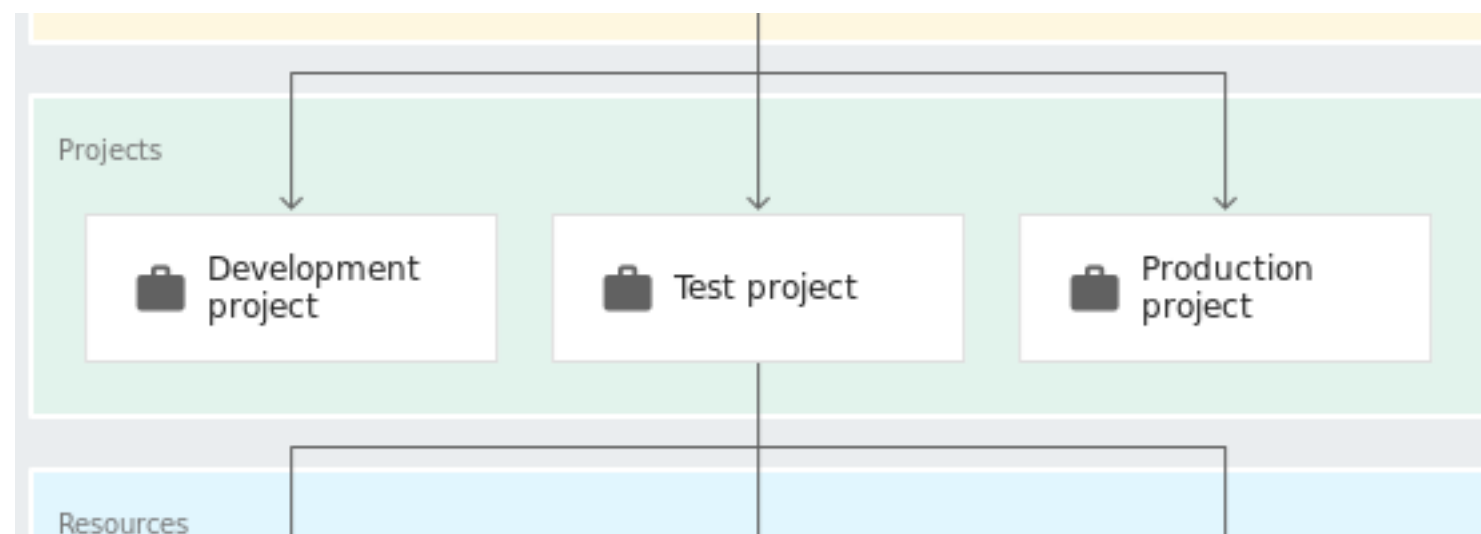 Projects
Development
project
Test project
Production
project
Resources